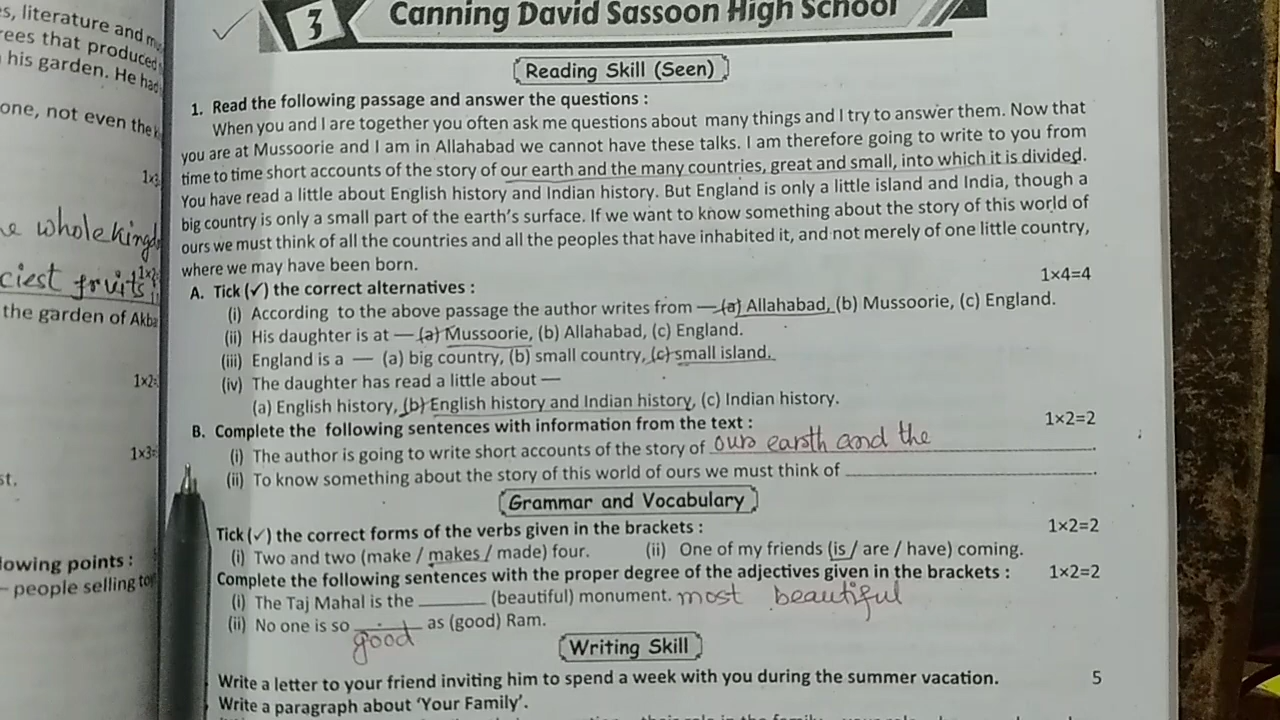 s, literature and
rees that produced
his garden. He had
one, not even the
1x
whole king
ciest fruits
1x2
the garden of Akba
1x2
1x3=
st.
lowing points :
– people selling
3 Canning David Sassoon High School
Reading Skill (Seen)
1. Read the following passage and answer the questions :
When you and I are together you often ask me questions about many things and I try to answer them. Now that
you are at Mussoorie and I am in Allahabad we cannot have these talks. I am therefore going to write to you from
time to time short accounts of the story of our earth and the many countries, great and small, into which it is divided.
You have read a little about English history and Indian history. But England is only a little island and India, though a
big country is only a small part of the earth's surface. If we want to know something about the story of this world of
ours we must think of all the countries and all the peoples that have inhabited it, and not merely of one little country,
where we may have been born.
A. Tick (✓) the correct alternatives : 1×4=4
(i) According to the above passage the author writes from — (a) Allahabad, (b) Mussoorie, (c) England.
(ii) His daughter is at — (a) Mussoorie, (b) Allahabad, (c) England.
(iii) England is a — (a) big country, (b) small country, (c) small island.
(iv) The daughter has read a little about —
(a) English history, (b) English history and Indian history, (c) Indian history.
B. Complete the following sentences with information from the text : 1×2=2
(i) The author is going to write short accounts of the story of our earth and the .
(ii) To know something about the story of this world of ours we must think of .
Grammar and Vocabulary
Tick (✓) the correct forms of the verbs given in the brackets : 1×2=2
(i) Two and two (make / makes / made) four. (ii) One of my friends (is / are / have) coming.
Complete the following sentences with the proper degree of the adjectives given in the brackets : 1×2=2
(i) The Taj Mahal is the ______ (beautiful) monument. most beautiful
(ii) No one is so ______ as (good) Ram.
good
Writing Skill
Write a letter to your friend inviting him to spend a week with you during the summer vacation. 5
Write a paragraph about 'Your Family'.